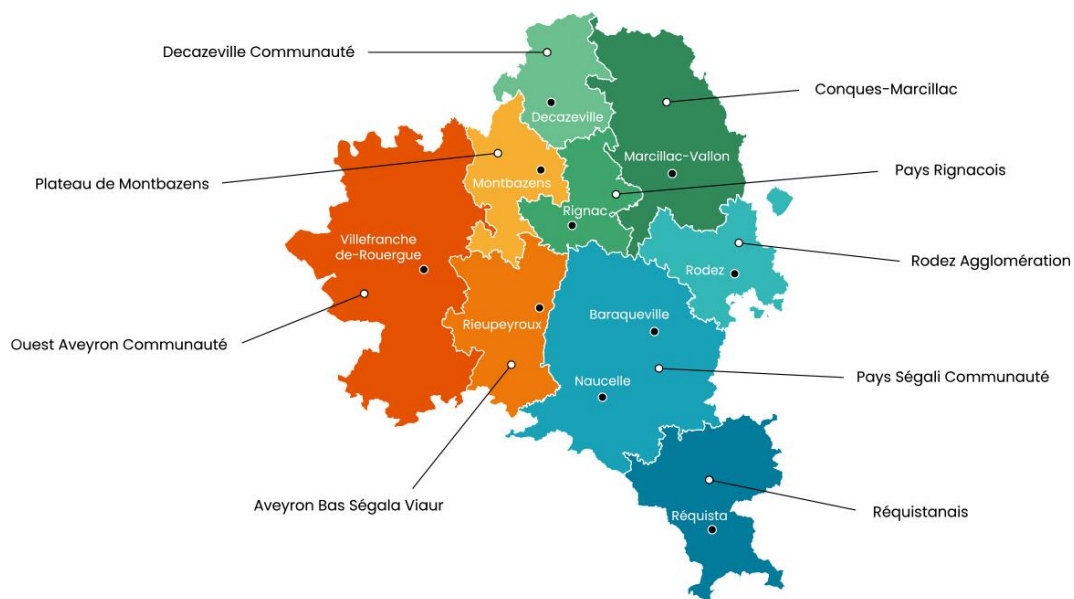 Decazeville Communauté
Conques-Marcillac
Decazeville
Marcillac-Vallon
Pays Rignacois
Plateau de Montbazens
Montbazens
Rignac
Villefranche
de-Rouergue
Rodez Agglomération
Rodez
Rieupeyroux
Baraqueville
Ouest Aveyron Communauté
Pays Ségali Communauté
Naucelle
Aveyron Bas Ségala Viaur
Réquistanais
Réquista